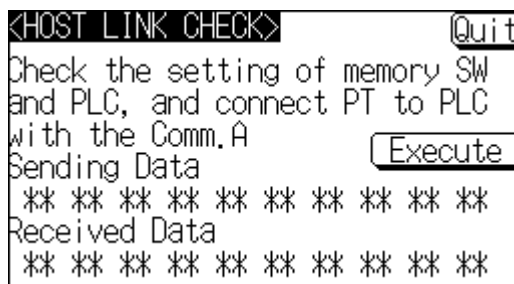 <HOST LINK CHECK>
Quit
Check the setting of memory SW
and PLC, and connect PT to PLC
with the Comm.A
Execute
Sending Data
** ** ** ** ** ** ** ** ** **
Received Data
** ** ** ** ** ** ** ** ** **